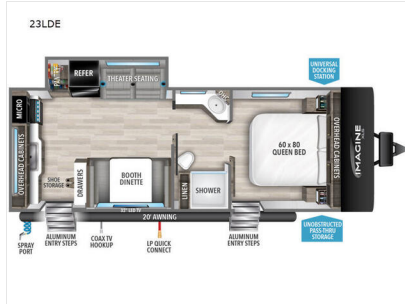 23LDE
UNIVERSAL
DOCKING
STATION
PANTRY
REFER
THEATER SEATING
MICRO
OVERHEAD CABINETS
SHOE
STORAGE
DRAWERS
BOOTH
DINETTE
LINEN
SHOWER
60 x 80
QUEEN BED
OVERHEAD CABINETS
IMAGINE
20' AWNING
SPRAY
PORT
ALUMINUM
ENTRY STEPS
COAX TV
HOOKUP
LP QUICK
CONNECT
ALUMINUM
ENTRY STEPS
UNOBSTRUCTED
PASS-THRU
STORAGE